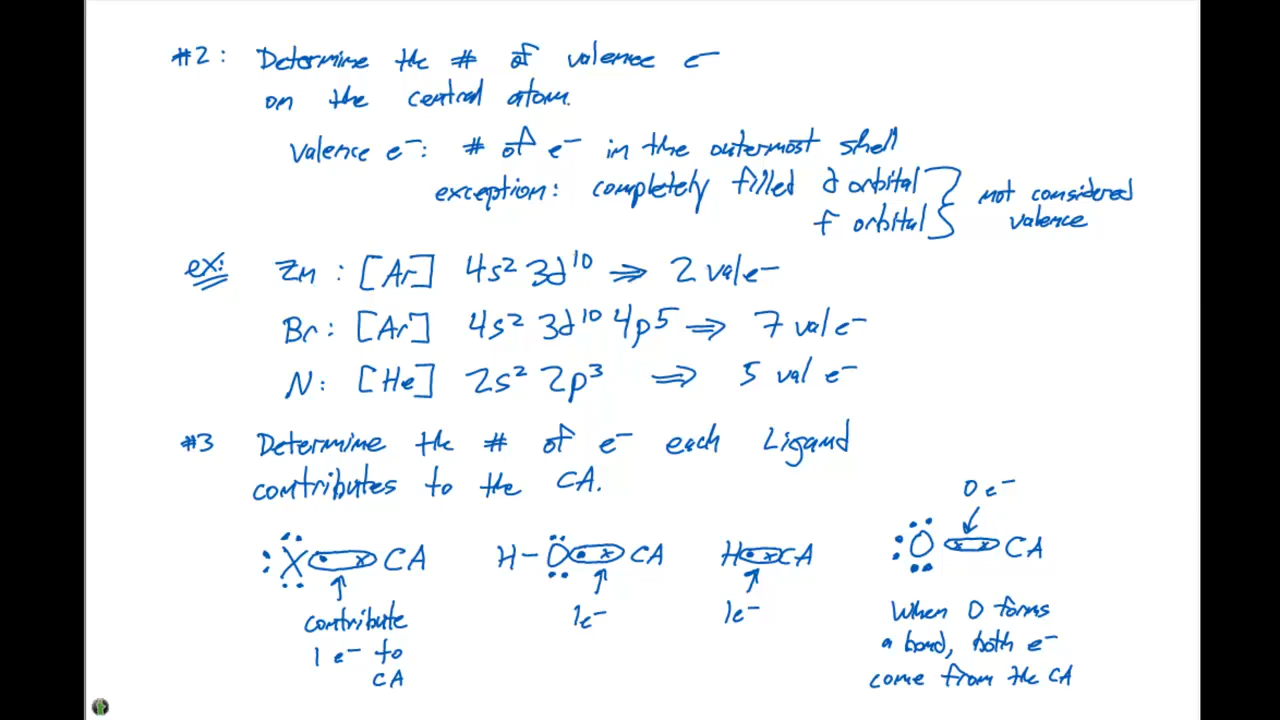 #2: Determine the # of valence e⁻
on the central atom.
valence e⁻: # of e⁻ in the outermost shell
exception: completely filled d orbital
f orbital
not considered
valence
ex:
Zn: [Ar] 4s² 3d¹⁰ ⇒ 2 val e⁻
Br: [Ar] 4s² 3d¹⁰ 4p5 ⇒ 7 val e⁻
N: [He] 2s² 2p³ ⇒ 5 val e⁻
#3 Determine the # of e⁻ each Ligand
contributes to the CA.
0 e⁻
X CA
H-O CA
H CA
O CA
contribute
1 e⁻ to
CA
1e⁻
1e⁻
When O forms
a bond, both e⁻
come from the CA